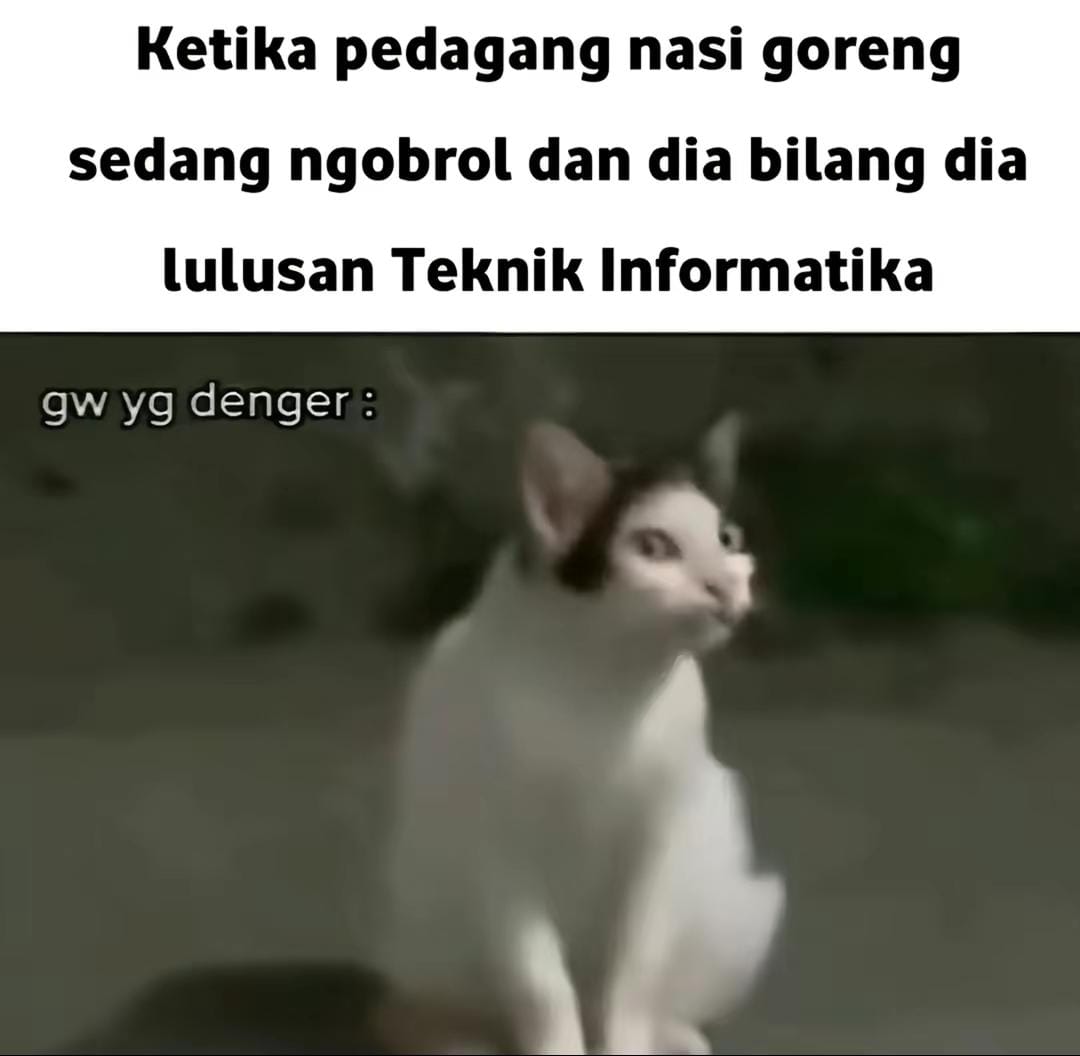 Ketika pedagang nasi goreng
sedang ngobrol dan dia bilang dia
lulusan Teknik Informatika
gw yg denger :